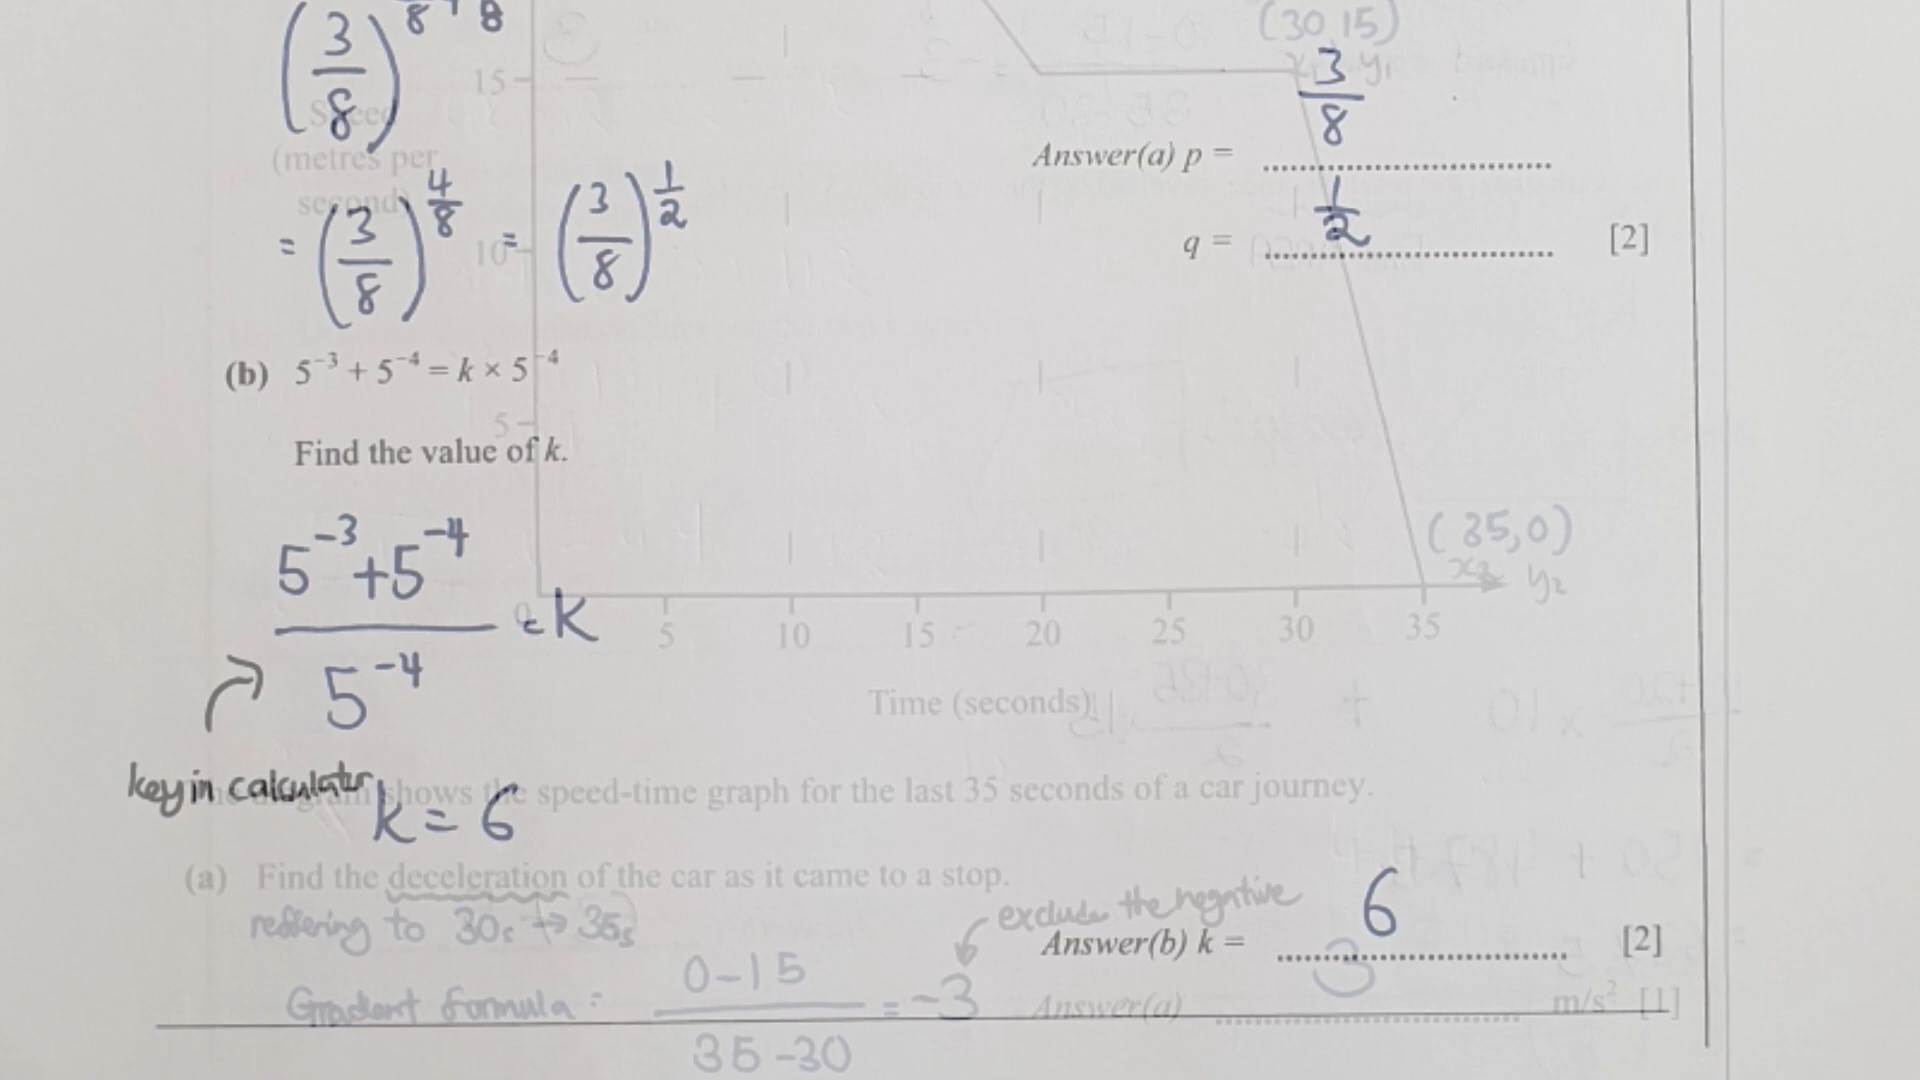 (3/8)^8 + 8
(30,15)
x₁ y₁
15
3/8
Speed
(metres per
second)
Answer(a) p =
= (3/8)^(4/8) = (3/8)^(1/2)
10
q = 1/2 [2]
(b) 5⁻³ + 5⁻⁴ = k × 5⁻⁴
5
Find the value of k.
(35,0)
x₂ y₂
5⁻³+5⁻⁴
= k
5⁻⁴
0 5 10 15 20 25 30 35
Time (seconds)
key in calculator
k = 6
diagram shows the speed-time graph for the last 35 seconds of a car journey.
(a) Find the deceleration of the car as it came to a stop.
reffering to 30s → 35s
exclude the negative
Answer(b) k = 6 [2]
Gradient formula = 0-15 / 35-30 = -3
Answer(a) 3 m/s² [1]